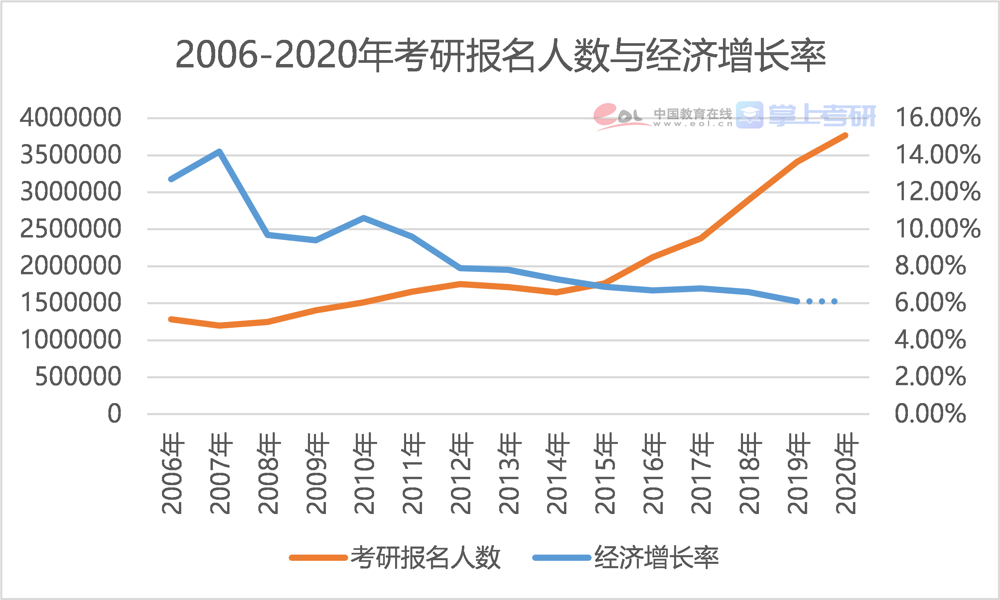 2006-2020年考研报名人数与经济增长率
中国教育在线
www.eol.cn
掌上考研
4000000
3500000
3000000
2500000
2000000
1500000
1000000
500000
0
16.00%
14.00%
12.00%
10.00%
8.00%
6.00%
4.00%
2.00%
0.00%
2006年
2007年
2008年
2009年
2010年
2011年
2012年
2013年
2014年
2015年
2016年
2017年
2018年
2019年
2020年
考研报名人数
经济增长率